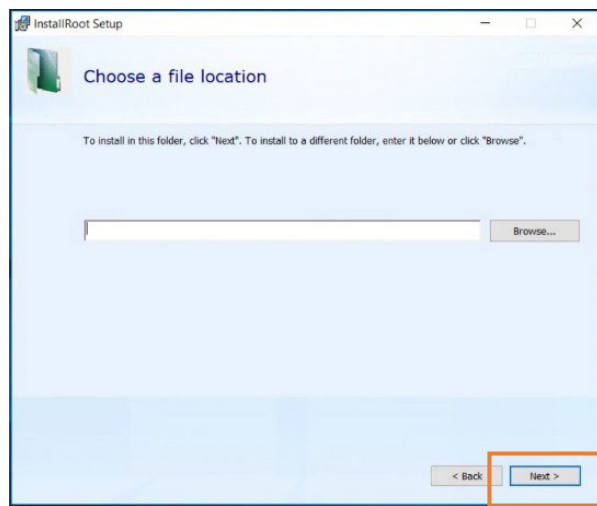 InstallRoot Setup
Choose a file location
To install in this folder, click "Next". To install to a different folder, enter it below or click "Browse".
Browse...
< Back
Next >